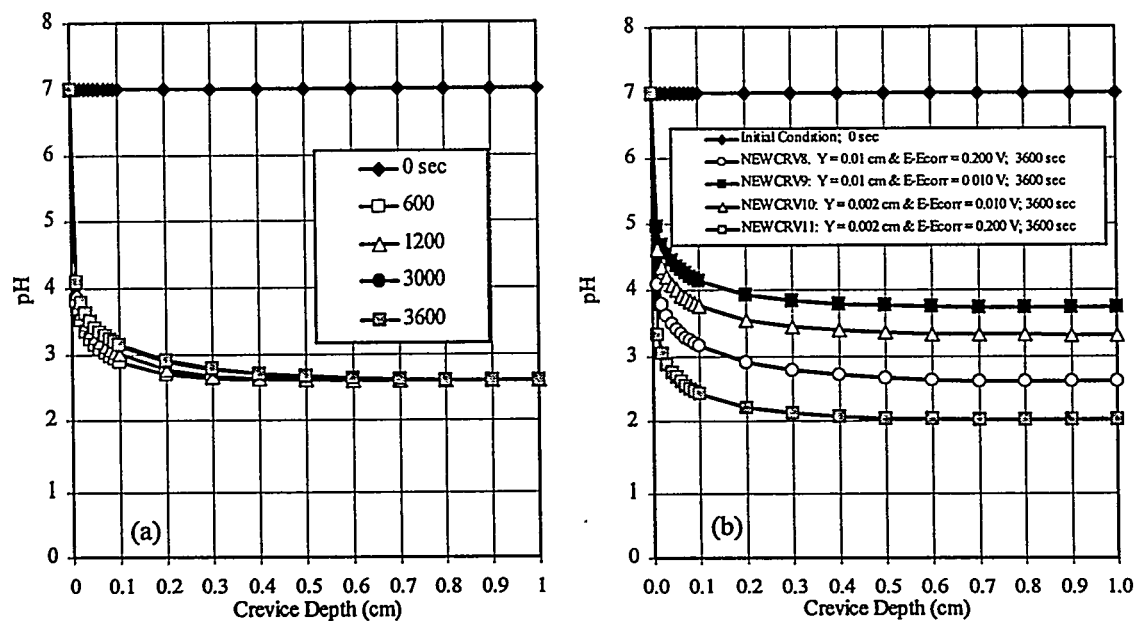 8
7
6
5
4
3
2
1
0
pH
0 sec
600
1200
3000
3600
(a)
0 0.1 0.2 0.3 0.4 0.5 0.6 0.7 0.8 0.9 1
Crevice Depth (cm)
8
7
6
5
4
3
2
1
0
pH
Initial Condition; 0 sec
NEWCRV8: Y = 0.01 cm & E-Ecorr = 0.200 V; 3600 sec
NEWCRV9: Y = 0.01 cm & E-Ecorr = 0.010 V; 3600 sec
NEWCRV10: Y = 0.002 cm & E-Ecorr = 0.010 V; 3600 sec
NEWCRV11: Y = 0.002 cm & E-Ecorr = 0.200 V; 3600 sec
(b)
0.0 0.1 0.2 0.3 0.4 0.5 0.6 0.7 0.8 0.9 1.0
Crevice Depth (cm)